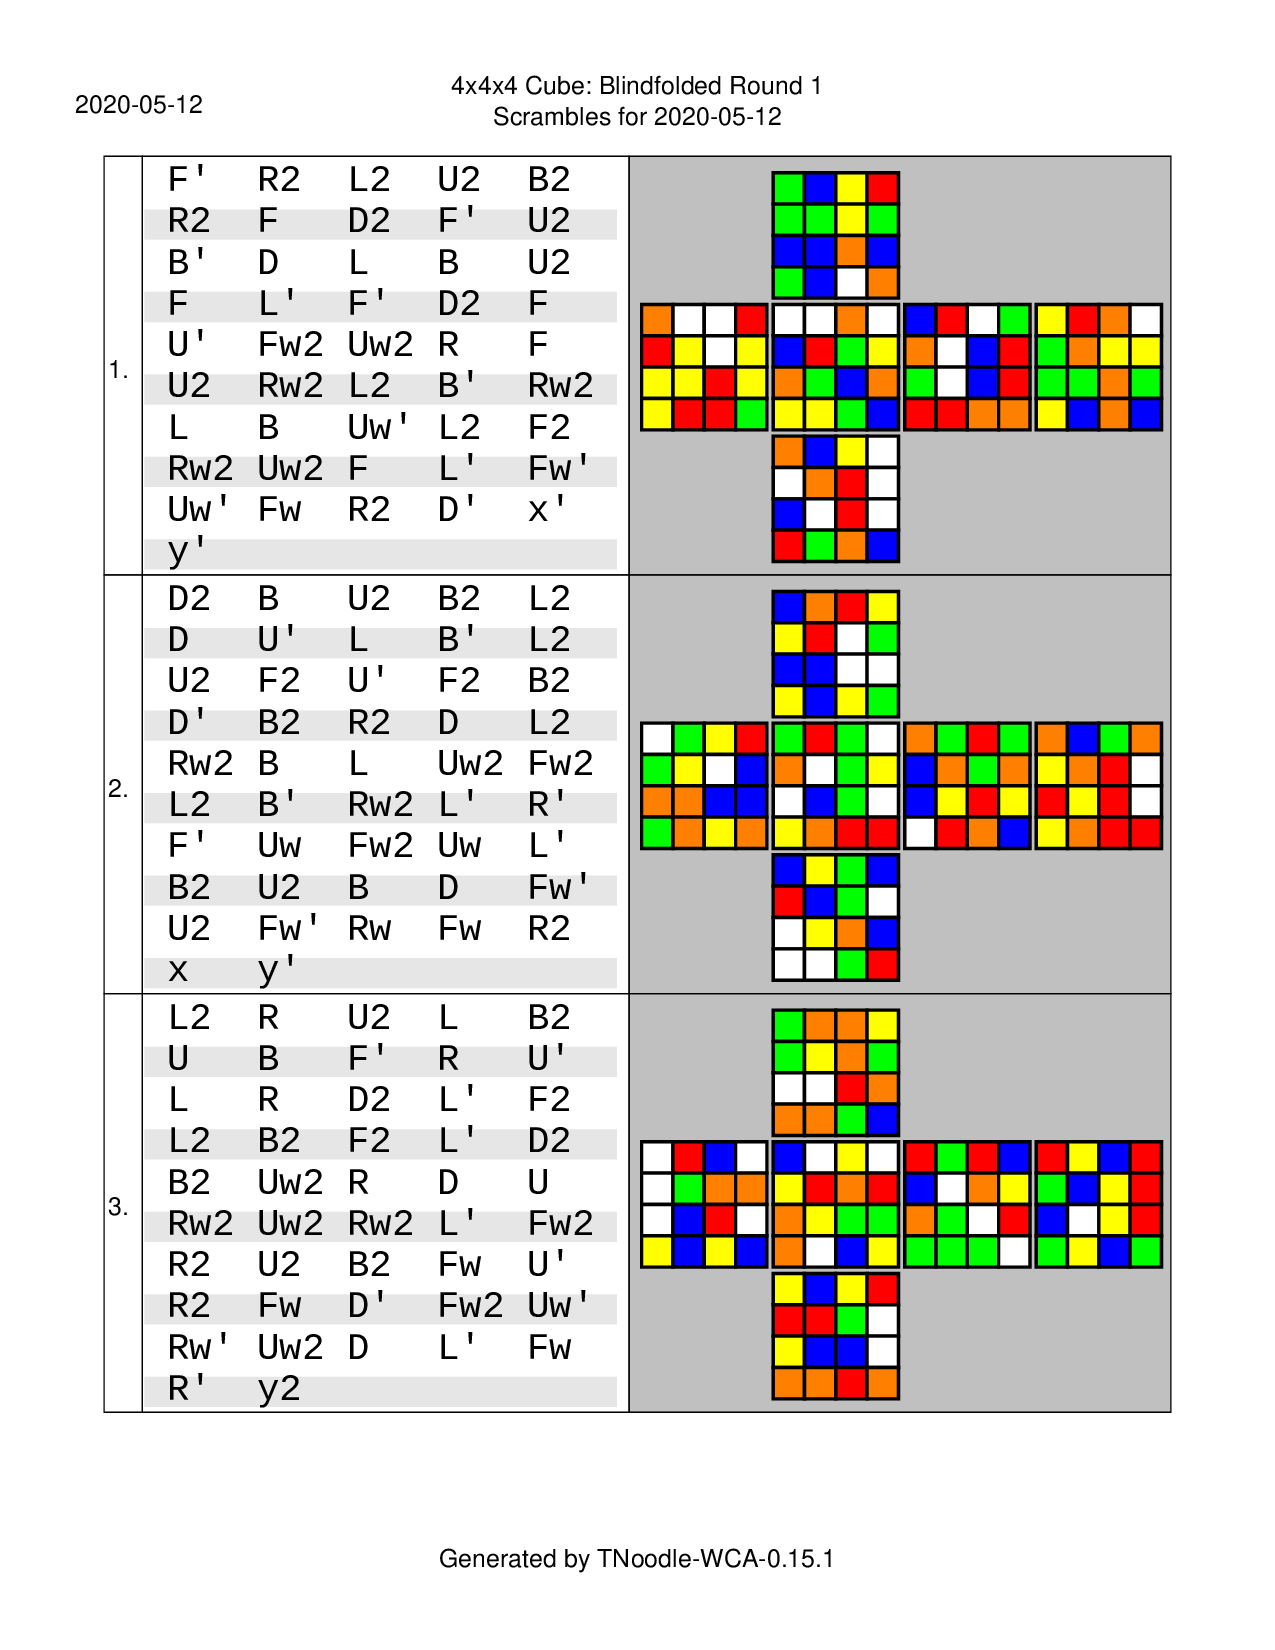 2020-05-12
4x4x4 Cube: Blindfolded Round 1
Scrambles for 2020-05-12
1.
F' R2 L2 U2 B2
R2 F D2 F' U2
B' D L B U2
F L' F' D2 F
U' Fw2 Uw2 R F
U2 Rw2 L2 B' Rw2
L B Uw' L2 F2
Rw2 Uw2 F L' Fw'
Uw' Fw R2 D' x'
y'
2.
D2 B U2 B2 L2
D U' L B' L2
U2 F2 U' F2 B2
D' B2 R2 D L2
Rw2 B L Uw2 Fw2
L2 B' Rw2 L' R'
F' Uw Fw2 Uw L'
B2 U2 B D Fw'
U2 Fw' Rw Fw R2
x y'
3.
L2 R U2 L B2
U B F' R U'
L R D2 L' F2
L2 B2 F2 L' D2
B2 Uw2 R D U
Rw2 Uw2 Rw2 L' Fw2
R2 U2 B2 Fw U'
R2 Fw D' Fw2 Uw'
Rw' Uw2 D L' Fw
R' y2
Generated by TNoodle-WCA-0.15.1